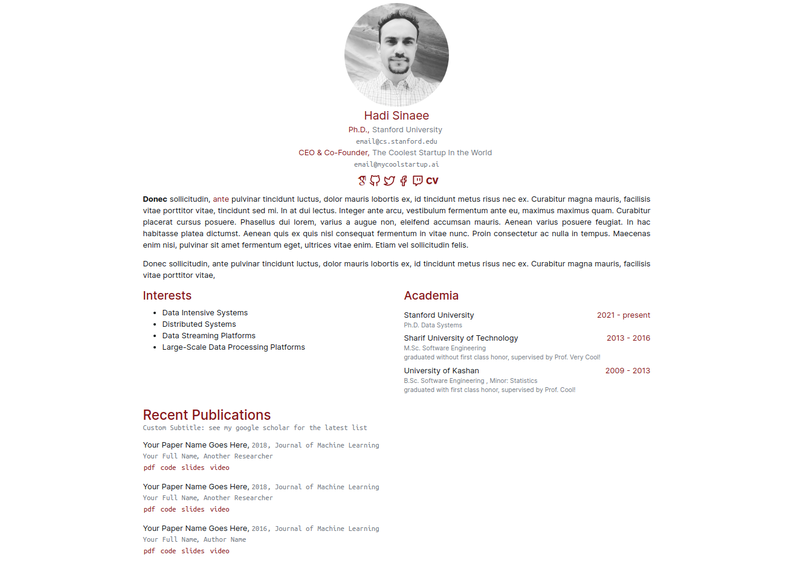 Hadi Sinaee
Ph.D., Stanford University
email@cs.stanford.edu
CEO & Co-Founder, The Coolest Startup In the World
email@mycoolstartup.ai
CV
Donec sollicitudin, ante pulvinar tincidunt luctus, dolor mauris lobortis ex, id tincidunt metus risus nec ex. Curabitur magna mauris, facilisis
vitae porttitor vitae, tincidunt sed mi. In at dui lectus. Integer ante arcu, vestibulum fermentum ante eu, maximus maximus quam. Curabitur
placerat cursus posuere. Phasellus dui lorem, varius a augue non, eleifend accumsan mauris. Aenean varius posuere feugiat. In hac
habitasse platea dictumst. Aenean quis ex quis nisl consequat fermentum in vitae nunc. Proin consectetur ac nulla in tempus. Maecenas
enim nisi, pulvinar sit amet fermentum eget, ultrices vitae enim. Etiam vel sollicitudin felis.
Donec sollicitudin, ante pulvinar tincidunt luctus, dolor mauris lobortis ex, id tincidunt metus risus nec ex. Curabitur magna mauris, facilisis
vitae porttitor vitae,
Interests
Data Intensive Systems
Distributed Systems
Data Streaming Platforms
Large-Scale Data Processing Platforms
Academia
Stanford University 2021 - present
Ph.D. Data Systems
Sharif University of Technology 2013 - 2016
M.Sc. Software Engineering
graduated without first class honor, supervised by Prof. Very Cool!
University of Kashan 2009 - 2013
B.Sc. Software Engineering , Minor: Statistics
graduated with first class honor, supervised by Prof. Cool!
Recent Publications
Custom Subtitle: see my google scholar for the latest list
Your Paper Name Goes Here, 2018, Journal of Machine Learning
Your Full Name, Another Researcher
pdf code slides video
Your Paper Name Goes Here, 2018, Journal of Machine Learning
Your Full Name, Another Researcher
pdf code slides video
Your Paper Name Goes Here, 2016, Journal of Machine Learning
Your Full Name, Author Name
pdf code slides video